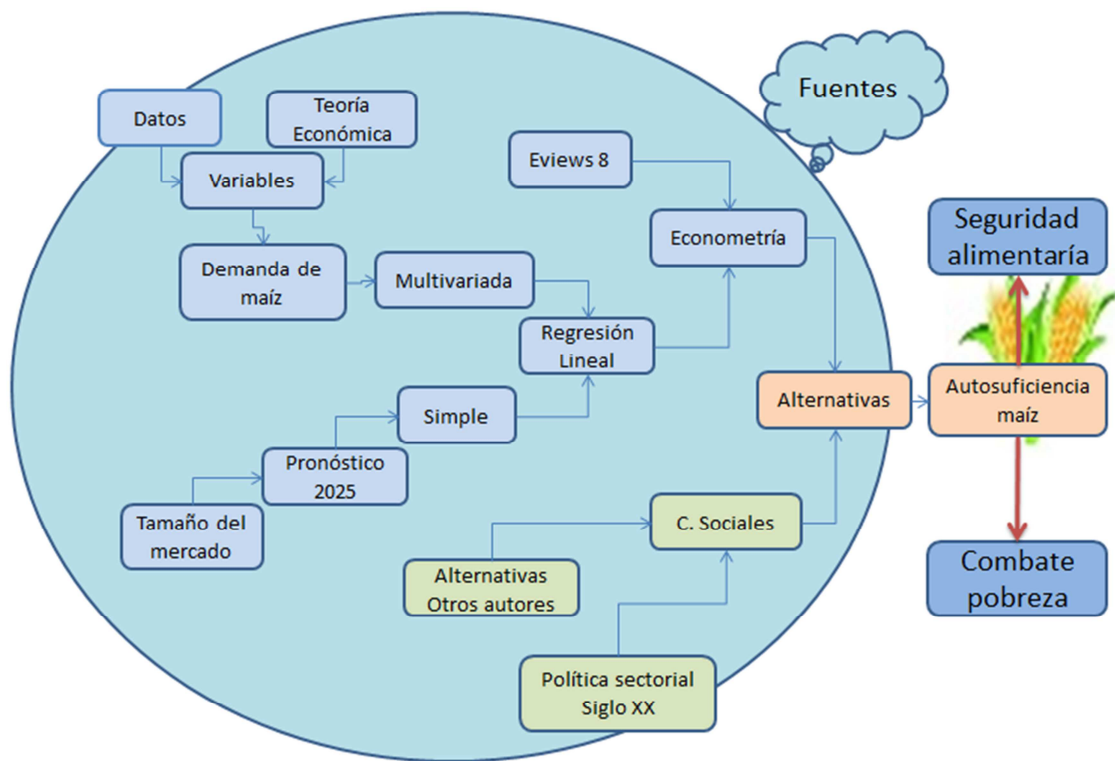 Fuentes
Datos
Teoría
Económica
Variables
Eviews 8
Demanda de
maíz
Multivariada
Econometría
Regresión
Lineal
Simple
Pronóstico
2025
Tamaño del
mercado
Alternativas
Otros autores
C. Sociales
Política sectorial
Siglo XX
Alternativas
Autosuficiencia
maíz
Seguridad
alimentaría
Combate
pobreza